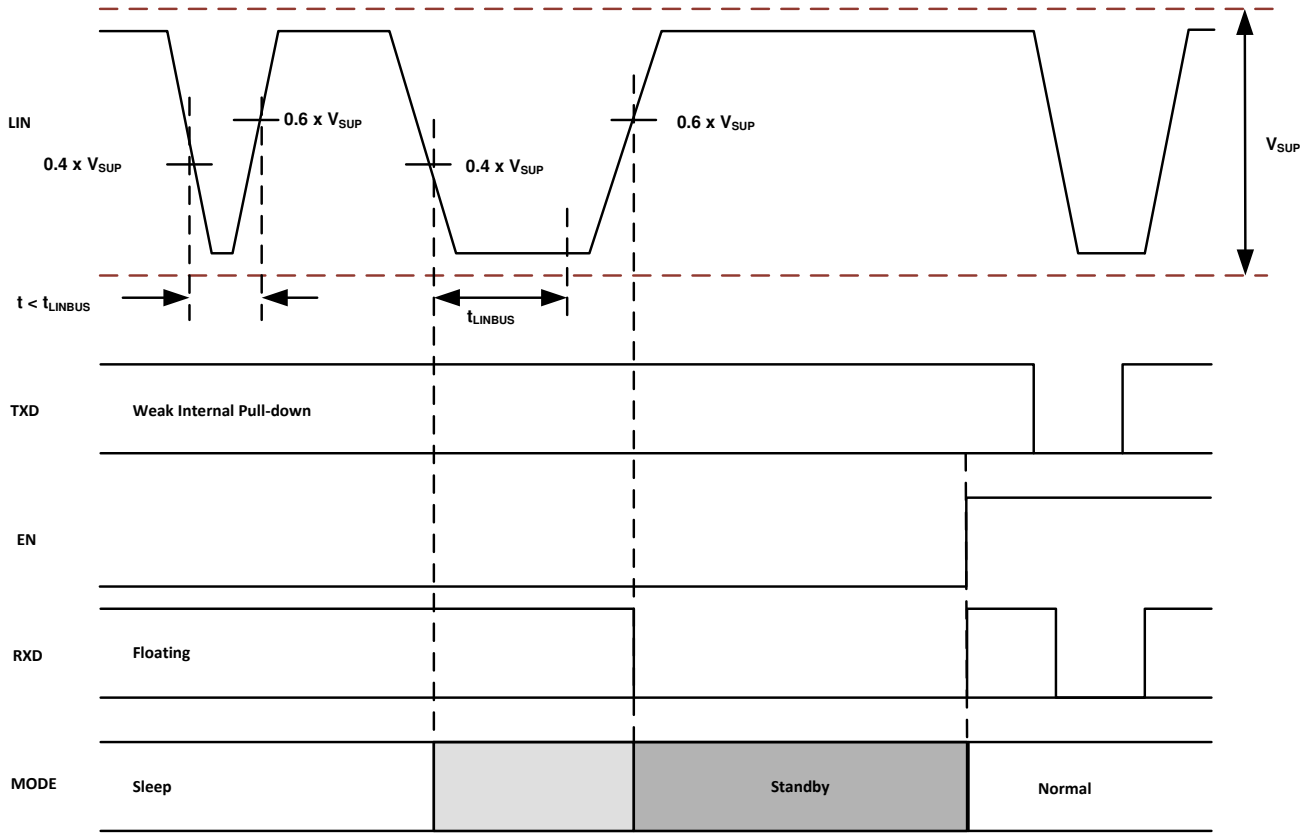 LIN
0.4 x VSUP
0.6 x VSUP
0.4 x VSUP
0.6 x VSUP
VSUP
t < tLINBUS
tLINBUS
TXD
Weak Internal Pull-down
EN
RXD
Floating
MODE
Sleep
Standby
Normal